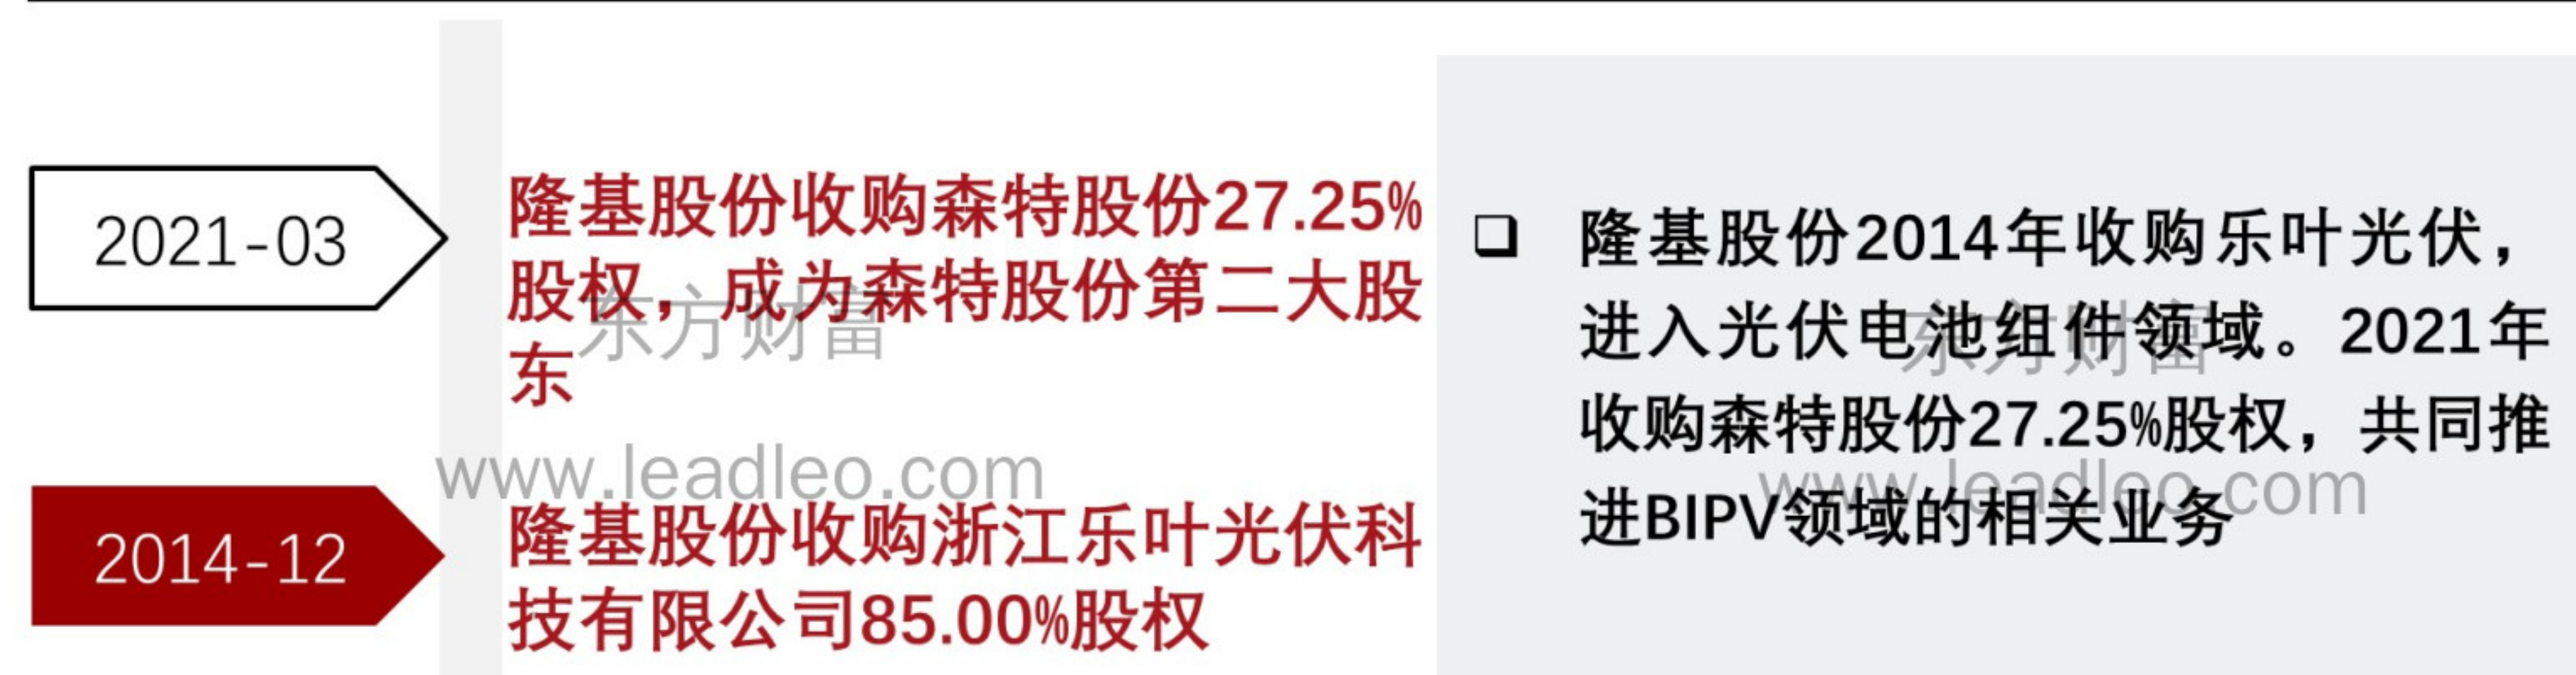 2021-03
隆基股份收购森特股份27.25%
股权，成为森特股份第二大股
东
东方财富
www.leadleo.com
2014-12
隆基股份收购浙江乐叶光伏科
技有限公司85.00%股权
❑ 隆基股份2014年收购乐叶光伏，
进入光伏电池组件领域。2021年
收购森特股份27.25%股权，共同推
进BIPV领域的相关业务
东方财富
www.leadleo.com